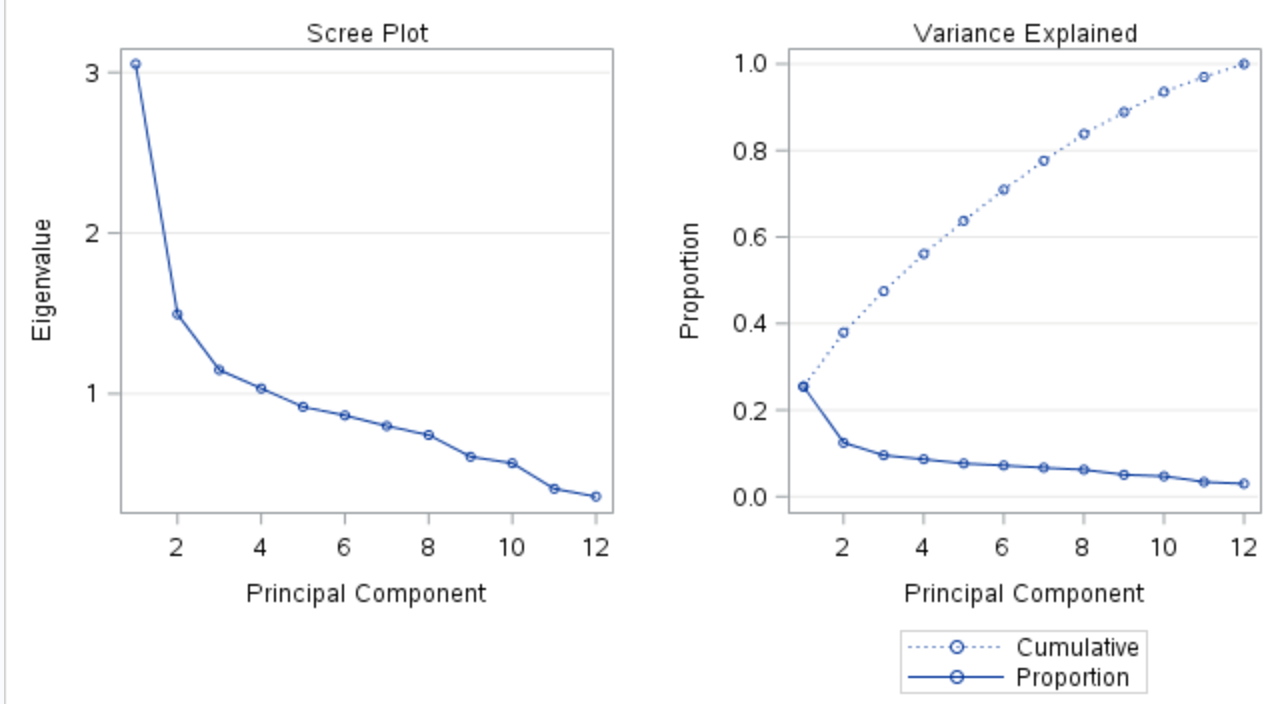 Scree Plot
Eigenvalue
3
2
1
2 4 6 8 10 12
Principal Component
Variance Explained
Proportion
1.0
0.8
0.6
0.4
0.2
0.0
2 4 6 8 10 12
Principal Component
Cumulative
Proportion